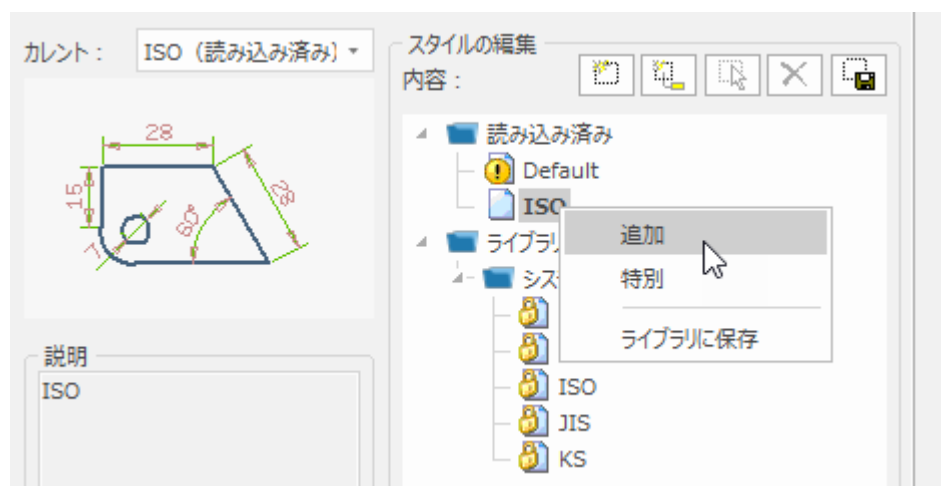 カレント :
ISO (読み込み済み)
28
15
60°
7
説明
ISO
スタイルの編集
内容 :
読み込み済み
Default
ISO
追加
特別
ライブラリに保存
ライブラリ
ISO
JIS
KS